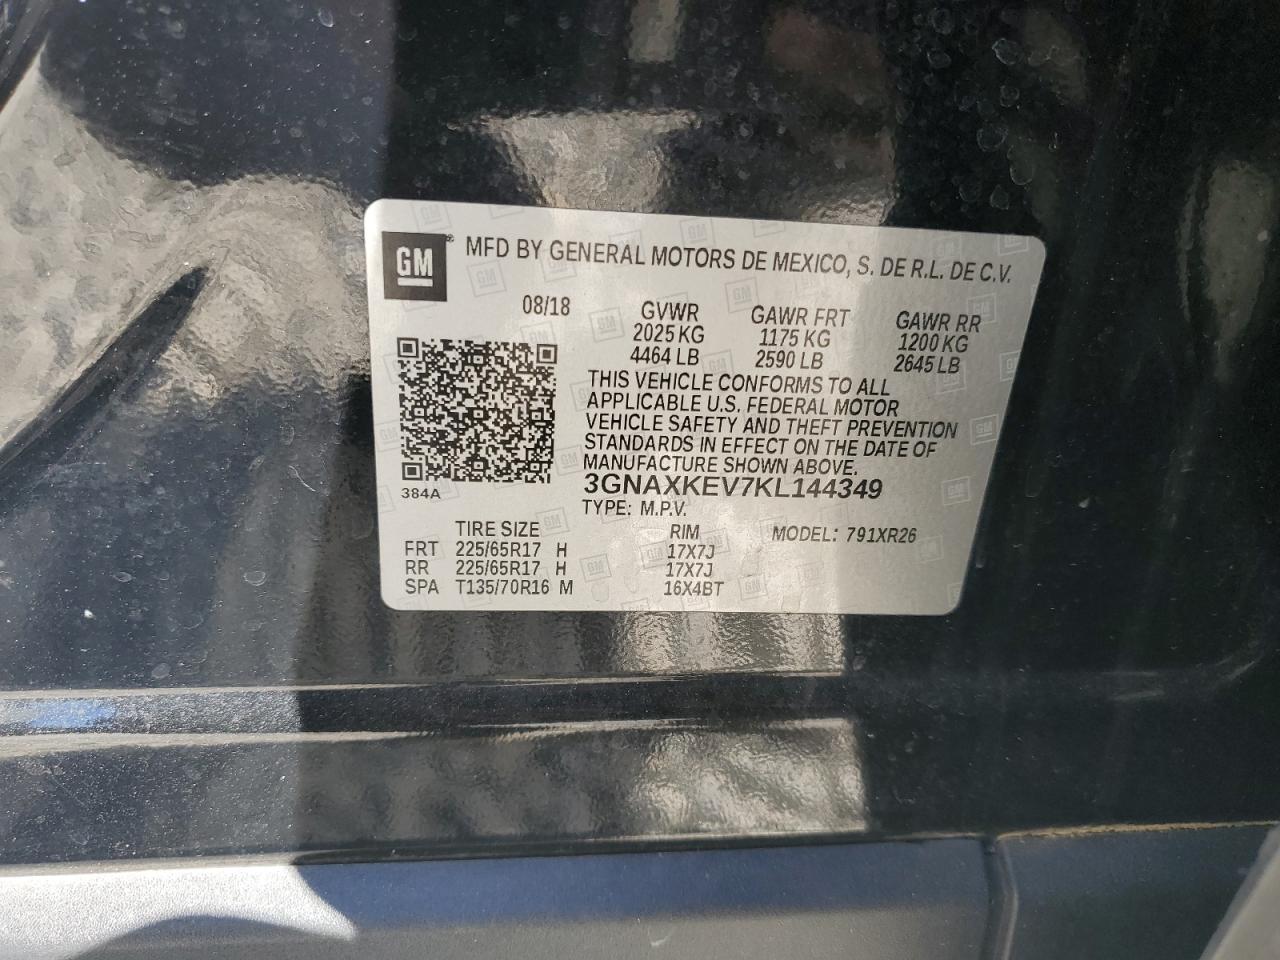 GM
MFD BY GENERAL MOTORS DE MEXICO, S. DE R.L. DE C.V.
08/18 GVWR GAWR FRT GAWR RR
2025 KG 1175 KG 1200 KG
4464 LB 2590 LB 2645 LB
THIS VEHICLE CONFORMS TO ALL
APPLICABLE U.S. FEDERAL MOTOR
VEHICLE SAFETY AND THEFT PREVENTION
STANDARDS IN EFFECT ON THE DATE OF
MANUFACTURE SHOWN ABOVE.
3GNAXKEV7KL144349
384A
TYPE: M.P.V.
TIRE SIZE RIM MODEL: 791XR26
FRT 225/65R17 H 17X7J
RR 225/65R17 H 17X7J
SPA T135/70R16 M 16X4BT